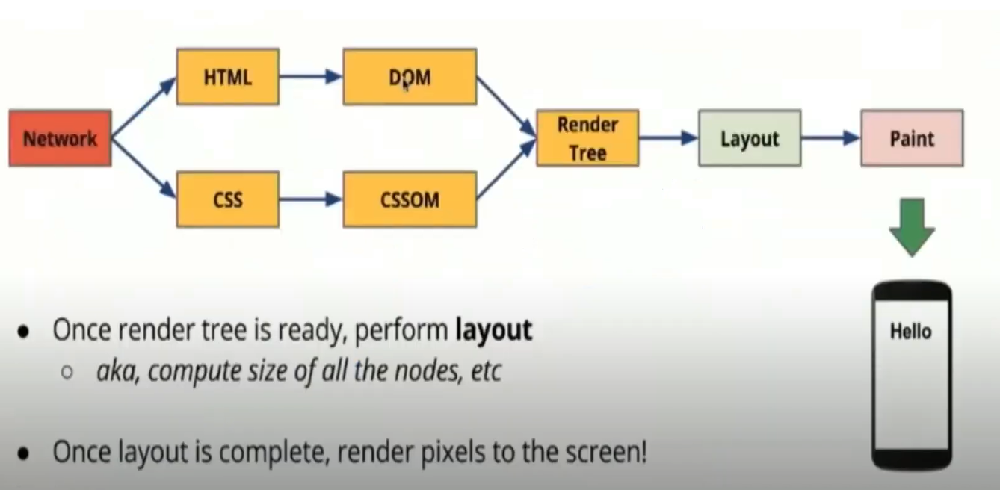 HTML
DOM
Network
Render
Tree
Layout
Paint
CSS
CSSOM
Hello
● Once render tree is ready, perform layout
○ aka, compute size of all the nodes, etc
● Once layout is complete, render pixels to the screen!